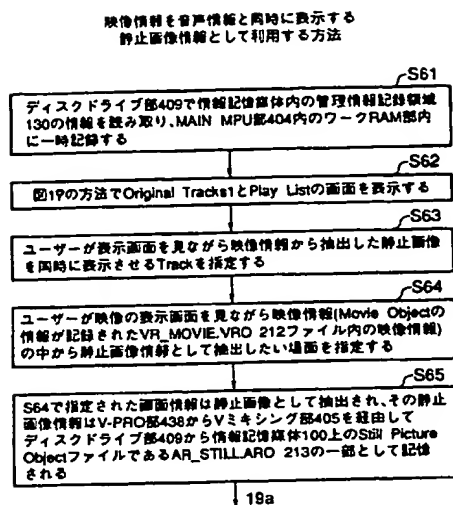 映像情報を音声情報と同時に表示する
静止画像情報として利用する方法
S61
ディスクドライブ部409で情報記憶媒体内の管理情報記録領域
130の情報を読み取り、MAIN MPU部404内のワークRAM部内
に一時記録する
S62
図19の方法でOriginal Tracks1とPlay Listの画面を表示する
S63
ユーザーが表示画面を見ながら映像情報から抽出した静止画像
を同時に表示させるTrackを指定する
S64
ユーザーが映像の表示画面を見ながら映像情報(Movie Objectの
情報が記録されたVR_MOVIE.VRO 212ファイル内の映像情報)
の中から静止画像情報として抽出したい場面を指定する
S65
S64で指定された画面情報は静止画像として抽出され、その静止
画像情報はV-PRO部438からVミキシング部405を経由して
ディスクドライブ部409から情報記憶媒体100上のStill Picture
ObjectファイルであるAR_STILL.ARO 213の一部として記憶
される
19a